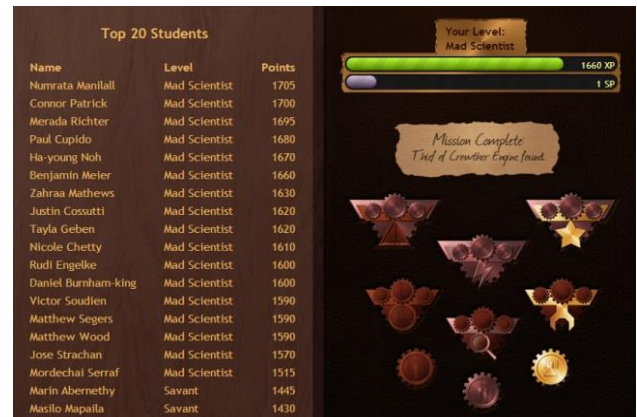 Top 20 Students
Name Level Points
Numrata Manilall Mad Scientist 1705
Connor Patrick Mad Scientist 1700
Merada Richter Mad Scientist 1695
Paul Cupido Mad Scientist 1680
Ha-young Noh Mad Scientist 1670
Benjamin Meier Mad Scientist 1660
Zahraa Mathews Mad Scientist 1630
Justin Cossutti Mad Scientist 1620
Tayla Geben Mad Scientist 1620
Nicole Chetty Mad Scientist 1610
Rudi Engelke Mad Scientist 1600
Daniel Burnham-king Mad Scientist 1600
Victor Soudien Mad Scientist 1590
Matthew Segers Mad Scientist 1590
Matthew Wood Mad Scientist 1590
Jose Strachan Mad Scientist 1570
Mordechai Serraf Mad Scientist 1515
Marin Abernethy Savant 1445
Masilo Mapaila Savant 1430
Your Level:
Mad Scientist
1660 XP
1 SP
Mission Complete
Thief of Crowther Engine found.